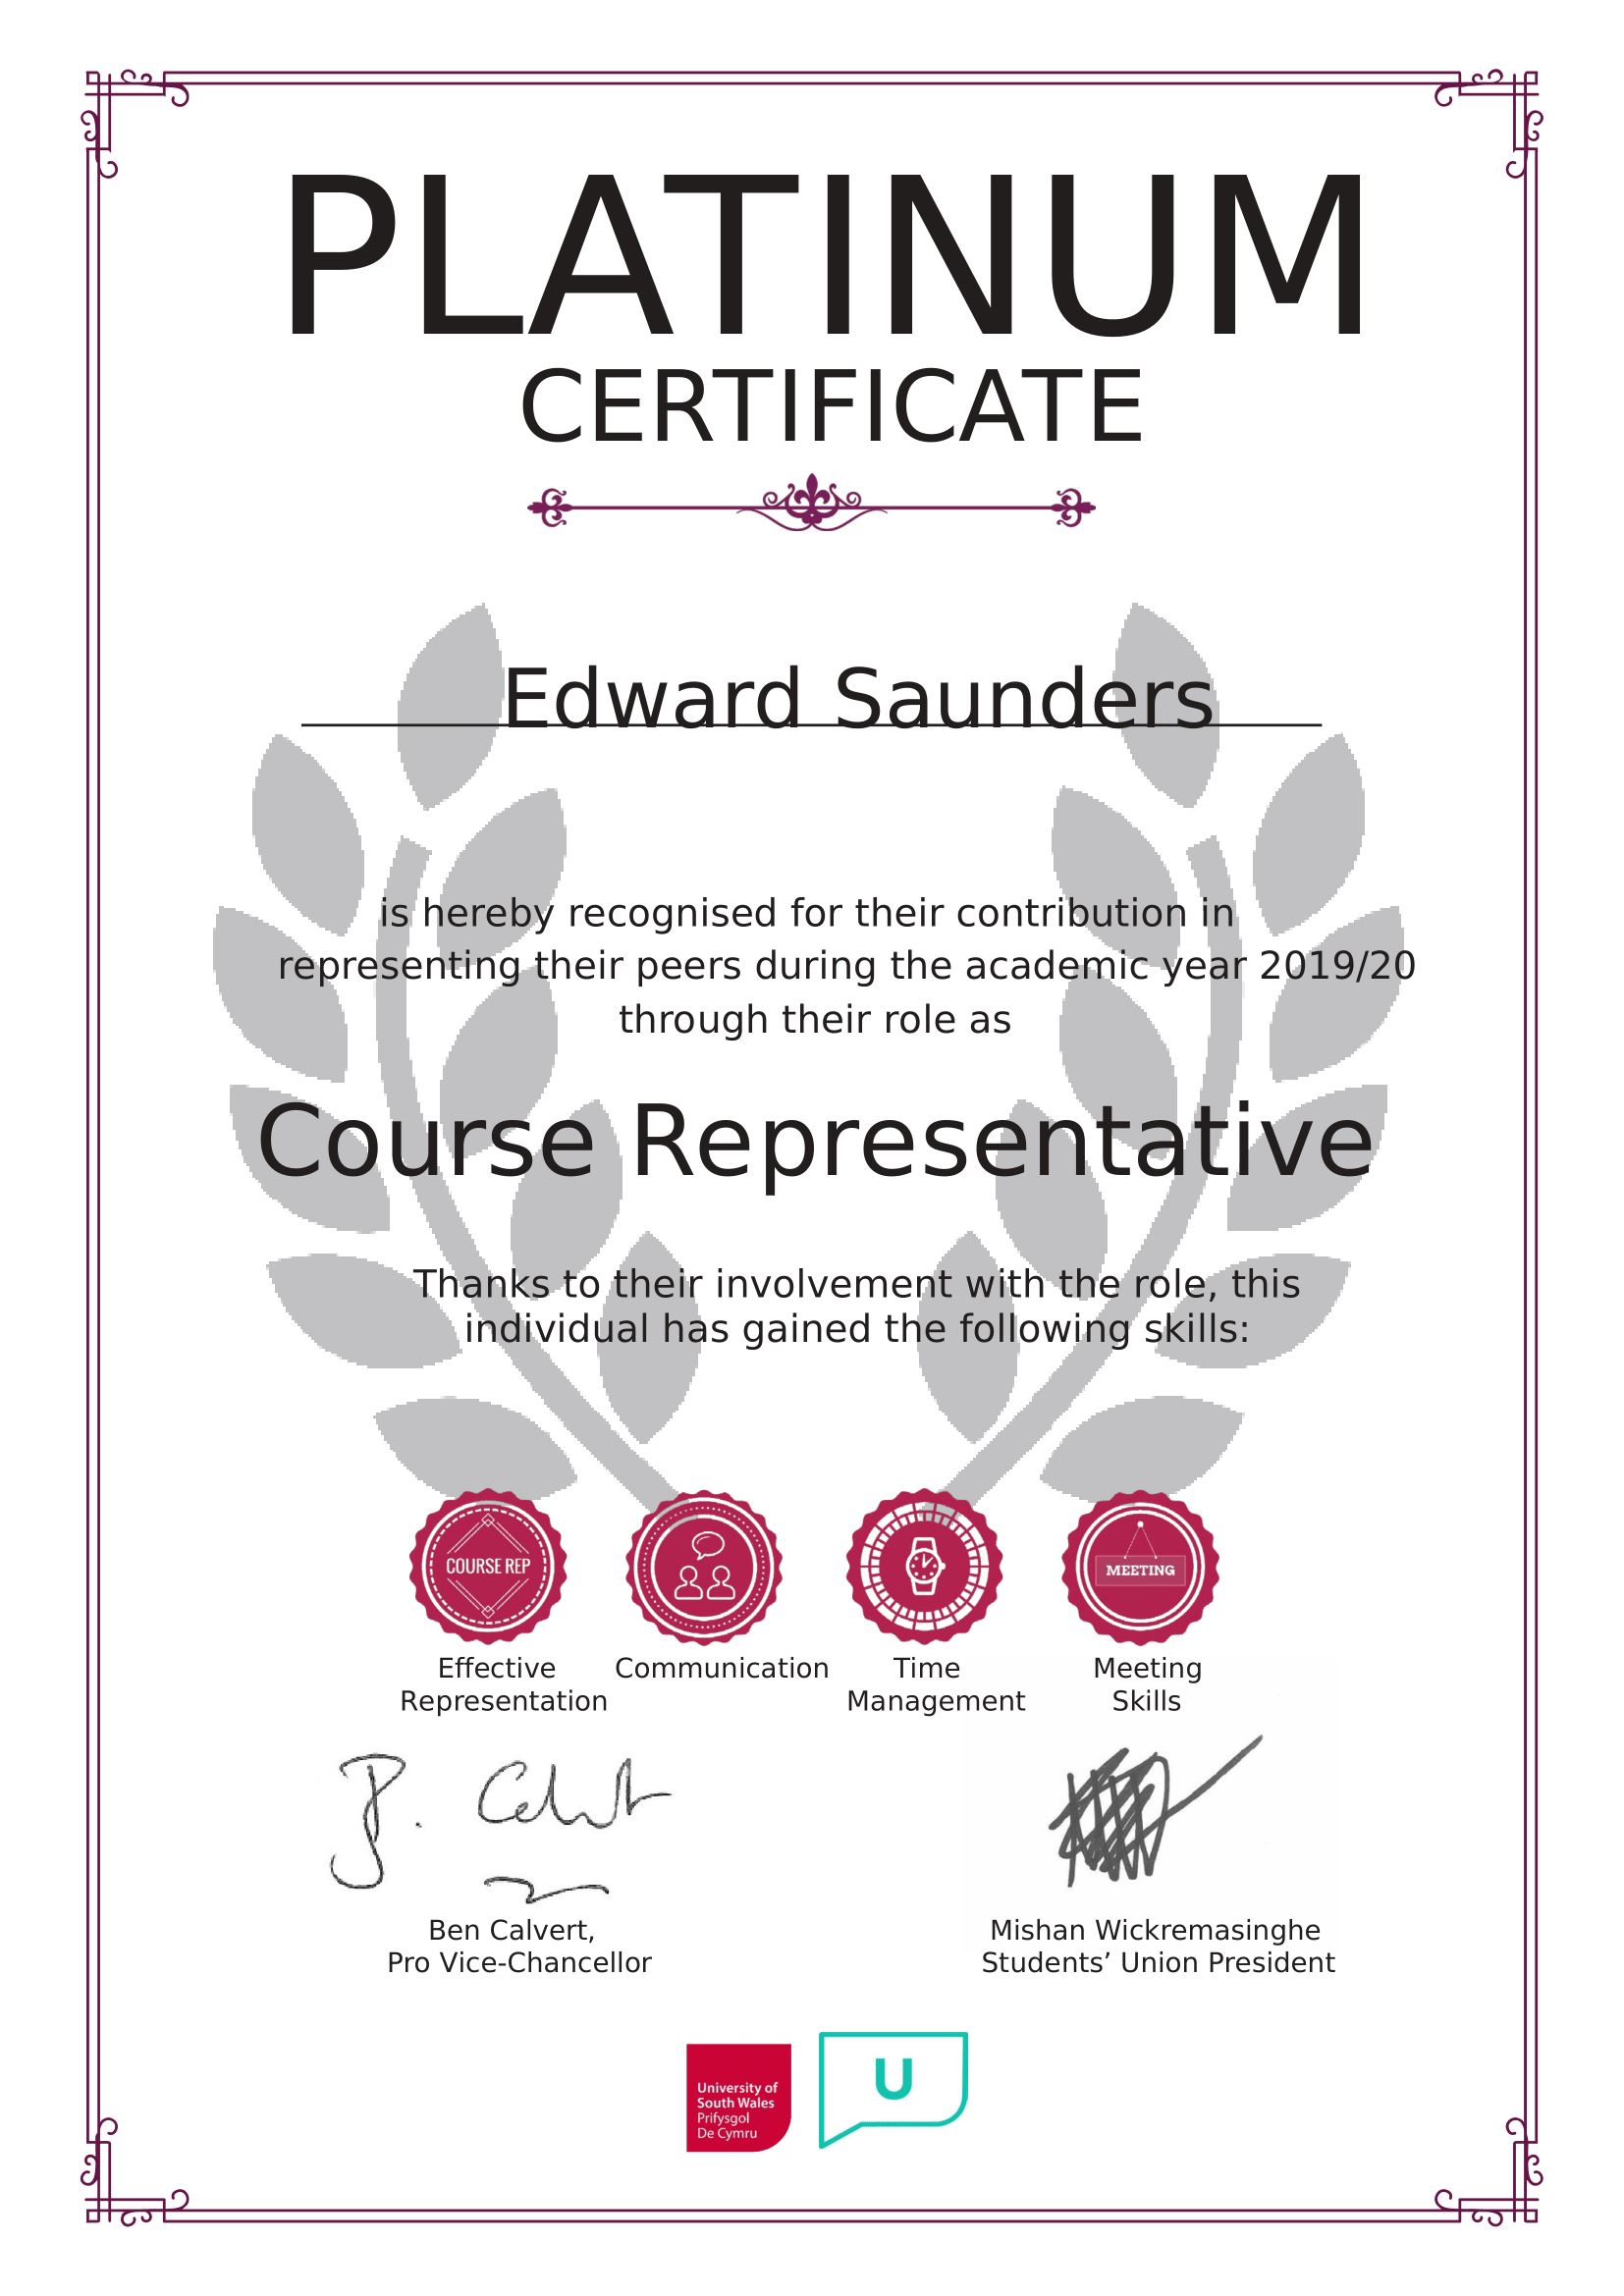 PLATINUM
CERTIFICATE
Edward Saunders
is hereby recognised for their contribution in
representing their peers during the academic year 2019/20
through their role as
Course Representative
Thanks to their involvement with the role, this
individual has gained the following skills:
COURSE REP
MEETING
Effective
Representation
Communication
Time
Management
Meeting
Skills
Ben Calvert,
Pro Vice-Chancellor
Mishan Wickremasinghe
Students’ Union President
University of
South Wales
Prifysgol
De Cymru
U